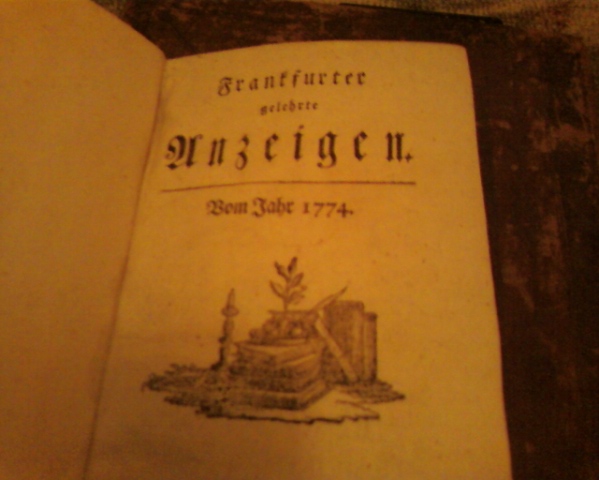 Frankfurter
gelehrte
Anzeigen.
Vom Jahr 1774.